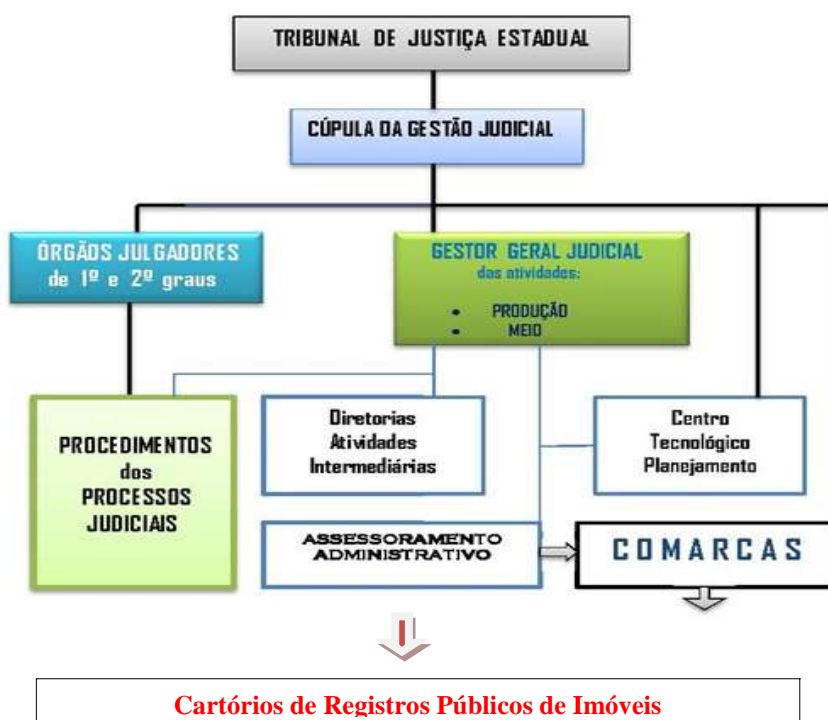 TRIBUNAL DE JUSTIÇA ESTADUAL
CÚPULA DA GESTÃO JUDICIAL
ÓRGÃOS JULGADORES
de 1º e 2º graus
GESTOR GERAL JUDICIAL
das atividades:
• PRODUÇÃO
• MEIO
PROCEDIMENTOS
dos
PROCESSOS
JUDICIAIS
Diretorias
Atividades
Intermediárias
Centro
Tecnológico
Planejamento
ASSESSORAMENTO
ADMINISTRATIVO
COMARCAS
Cartórios de Registros Públicos de Imóveis